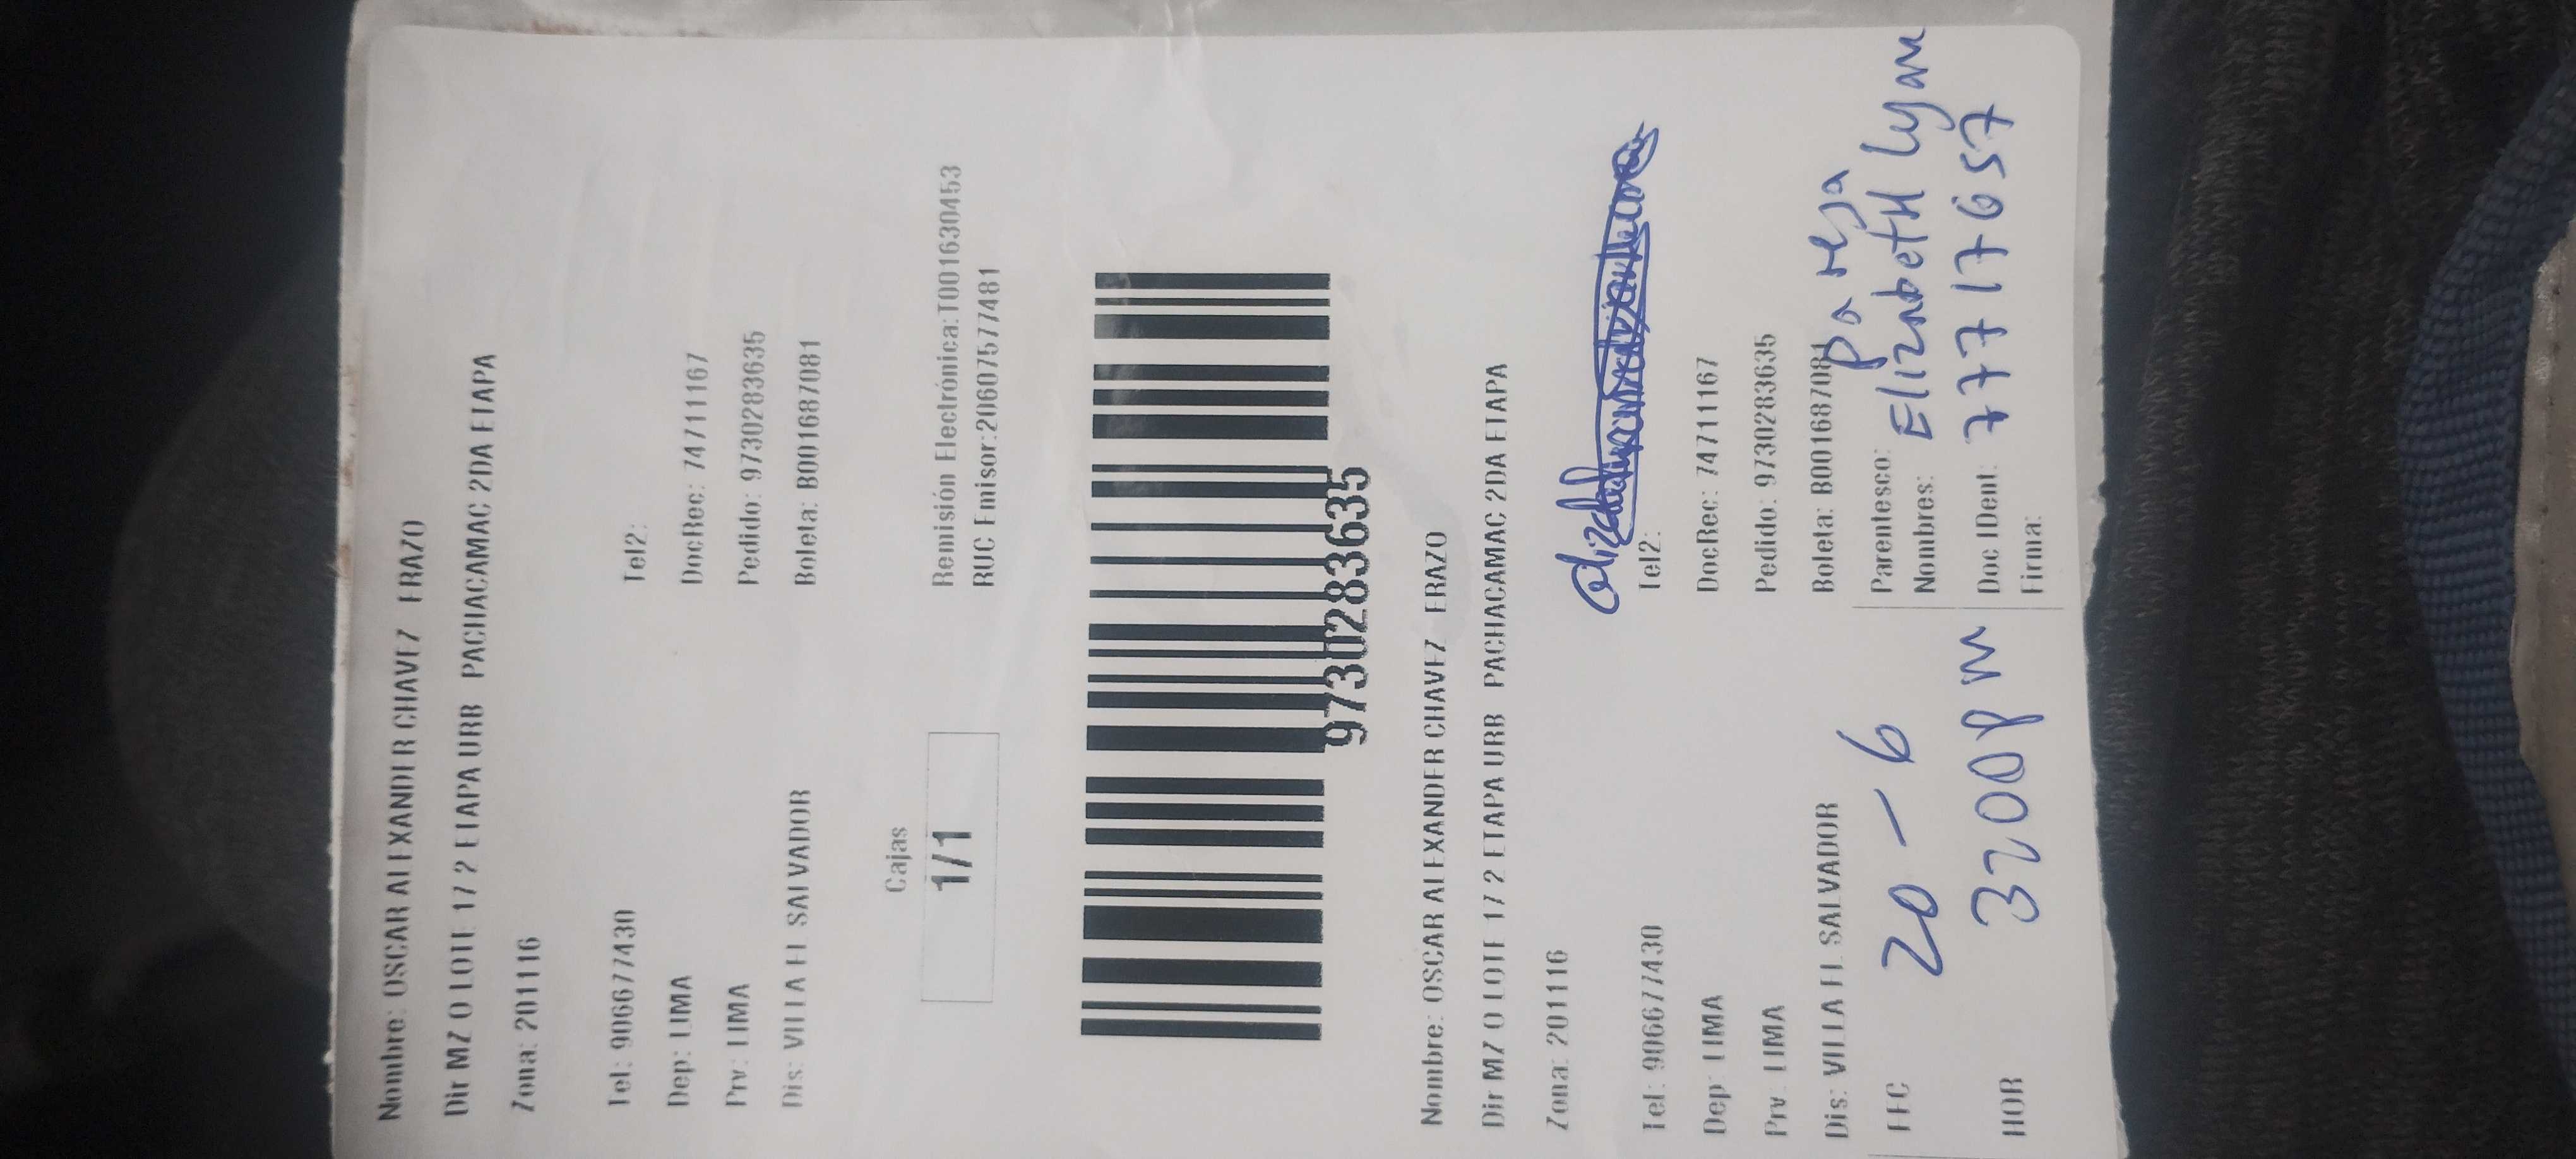 Nombre: OSCAR ALEXANDER CHAVEZ ERAZO
Dir MZ O LOTE 17 2 ETAPA URB PACHACAMAC 2DA ETAPA
Zona: 201116
Tel: 906677430 Tel2:
Dep: LIMA DocRec: 74711167
Prv: LIMA Pedido: 9730283635
Dis: VILLA EL SALVADOR Boleta: B001687081
Cajas
1/1
Remisión Electrónica:T001630453
RUC Emisor:20607577481
9730283635
Nombre: OSCAR ALEXANDER CHAVEZ ERAZO
Dir MZ O LOTE 17 2 ETAPA URB PACHACAMAC 2DA ETAPA
Zona: 201116
Tel: 906677430 Tel2:
Dep: LIMA DocRec: 74711167
Prv: LIMA Pedido: 9730283635
Dis: VILLA EL SALVADOR Boleta: B001687081
FEC 20-6
HOR 3200pm
Parentesco: Pareja
Nombres: Elizabeth
Doc IDent: 77717657
Firma: